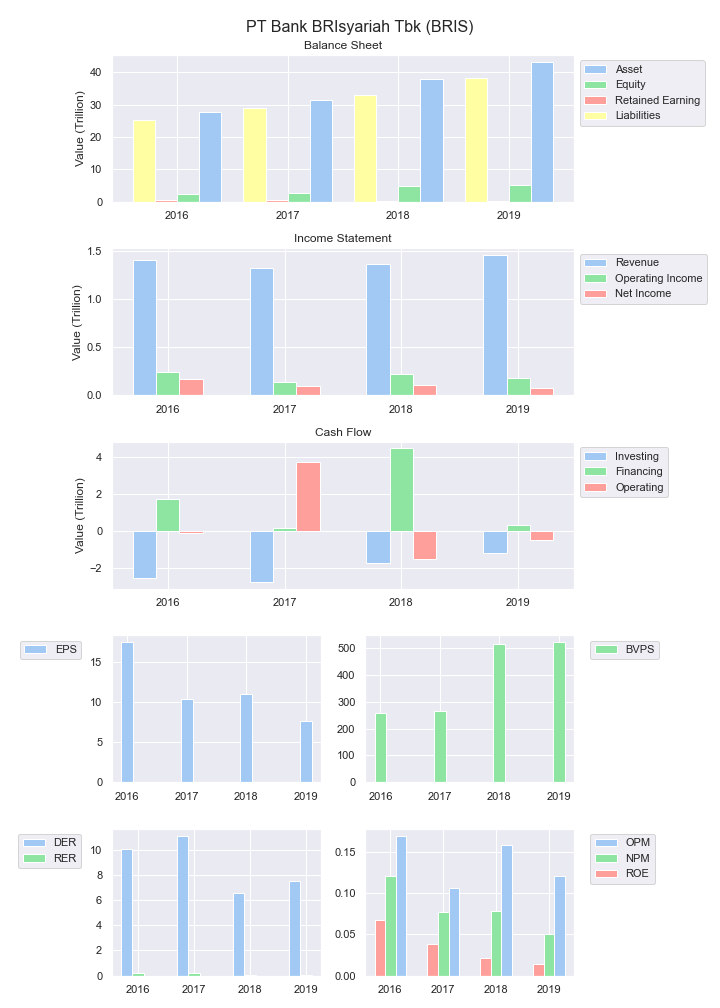 PT Bank BRIsyariah Tbk (BRIS)
Balance Sheet
Value (Trillion)
40
30
20
10
0
2016 2017 2018 2019
Asset
Equity
Retained Earning
Liabilities
Income Statement
Value (Trillion)
1.5
1.0
0.5
0.0
2016 2017 2018 2019
Revenue
Operating Income
Net Income
Cash Flow
Value (Trillion)
4
2
0
−2
2016 2017 2018 2019
Investing
Financing
Operating
EPS
15
10
5
0
2016 2017 2018 2019
500
400
300
200
100
0
2016 2017 2018 2019
BVPS
DER
RER
10
8
6
4
2
0
2016 2017 2018 2019
0.15
0.10
0.05
0.00
2016 2017 2018 2019
OPM
NPM
ROE